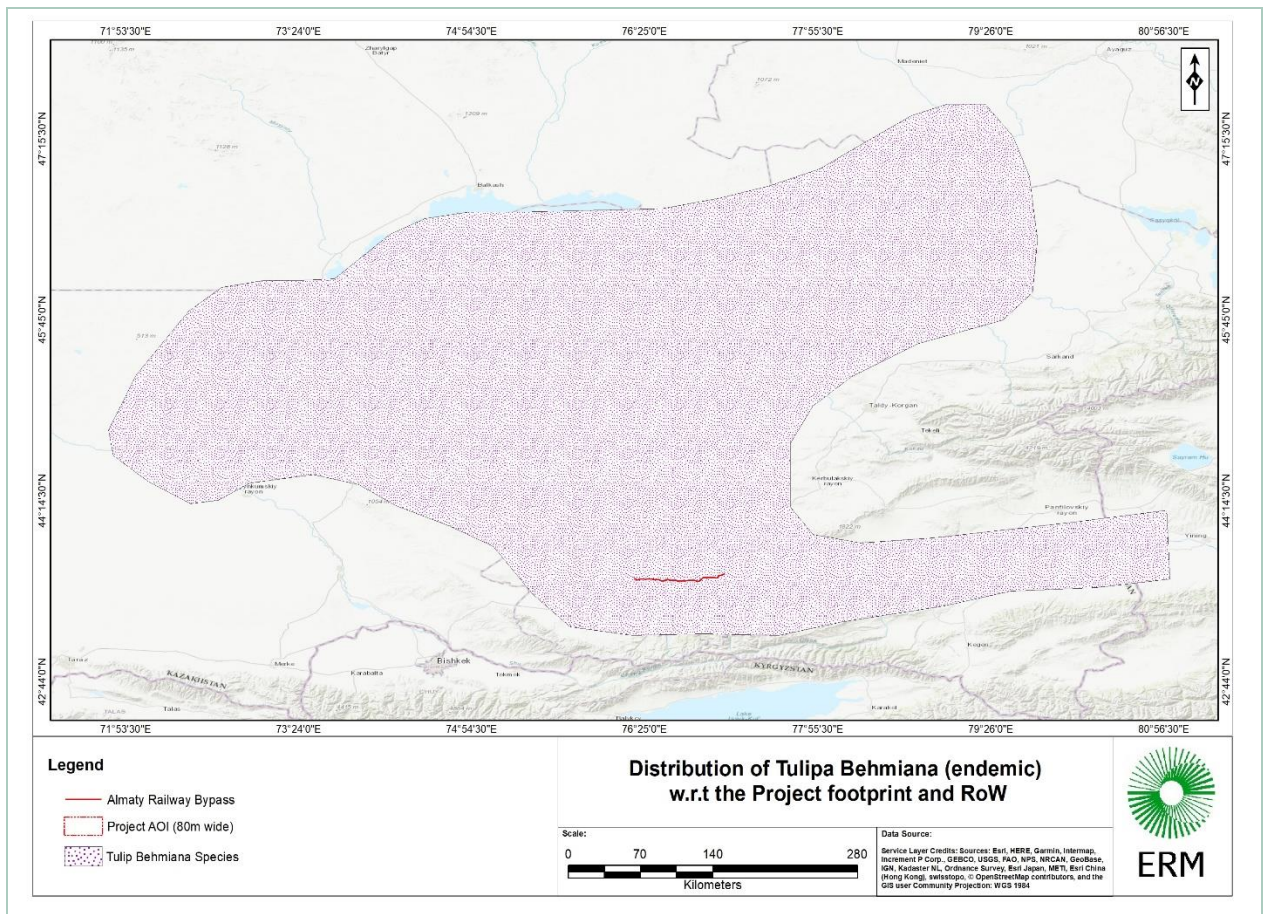 71°53'30"E 73°24'0"E 74°54'30"E 76°25'0"E 77°55'30"E 79°26'0"E 80°56'30"E
N
47°15'30"N
45°45'0"N
44°14'30"N
42°44'0"N
47°15'30"N
45°45'0"N
44°14'30"N
42°44'0"N
Ayaguz
Balkash
Sarkand
Taldy-Korgan
Tekeli
Kerbulakskiy
rayon
Panfilovskiy
rayon
rayon
Yining
Kegen
Merke
Bishkek
Karabalta
Tokmok
KAZAKHSTAN
KYRGYZSTAN
Talas
Karakol
71°53'30"E 73°24'0"E 74°54'30"E 76°25'0"E 77°55'30"E 79°26'0"E 80°56'30"E
Legend
Almaty Railway Bypass
Project AOI (80m wide)
Tulip Behmiana Species
Distribution of Tulipa Behmiana (endemic)
w.r.t the Project footprint and RoW
Scale:
0 70 140 280
Kilometers
Data Source:
Service Layer Credits: Sources: Esri, HERE, Garmin, Intermap,
increment P Corp., GEBCO, USGS, FAO, NPS, NRCAN, GeoBase,
IGN, Kadaster NL, Ordnance Survey, Esri Japan, METI, Esri China
(Hong Kong), swisstopo, © OpenStreetMap contributors, and the
GIS user Community Projection: WGS 1984
ERM